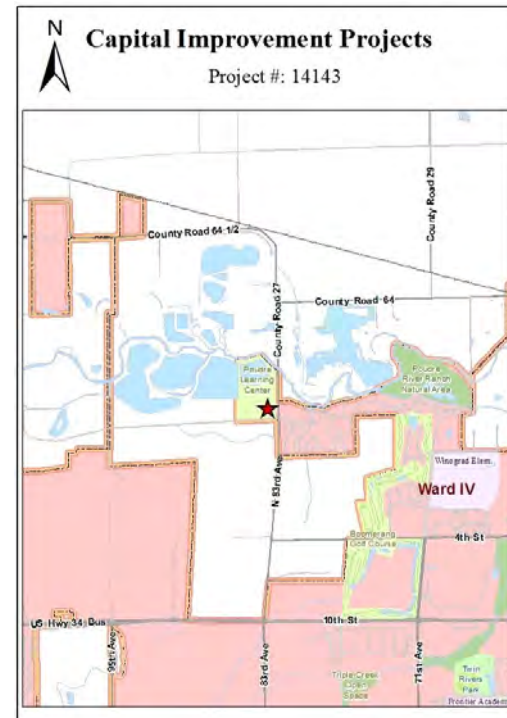 N
Capital Improvement Projects
Project #: 14143
County Road 29
County Road 64 1/2
County Road 27
County Road 64
Poudre
Learning
Center
Poudre
River Ranch
Natural Area
N 83rd Ave
Winograd Elem.
Ward IV
Boomerang
Golf Course
4th St
US Hwy 34 Bus
10th St
95th Ave
83rd Ave
71st Ave
Triple Creek
Open
Space
Twin
Rivers
Park
Frontier Academy